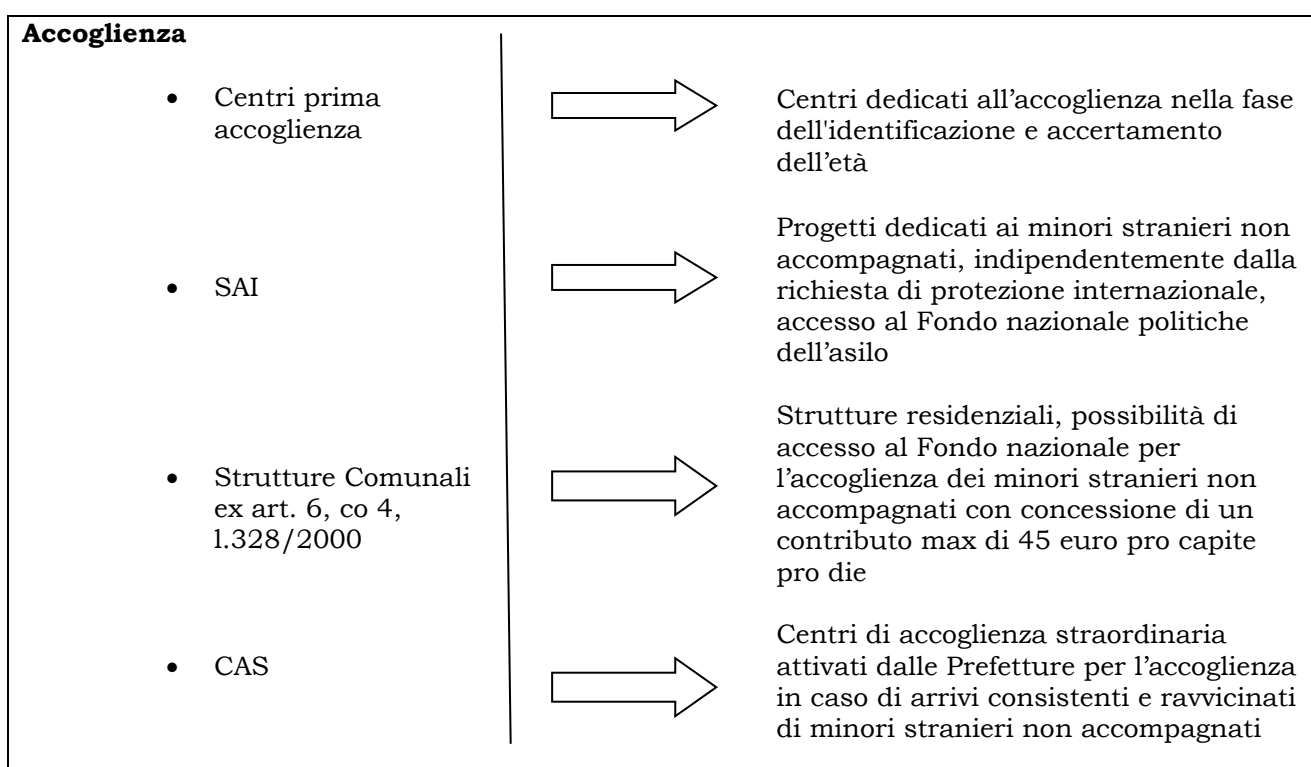 Accoglienza
• Centri prima
accoglienza
Centri dedicati all’accoglienza nella fase
dell'identificazione e accertamento
dell’età
• SAI
Progetti dedicati ai minori stranieri non
accompagnati, indipendentemente dalla
richiesta di protezione internazionale,
accesso al Fondo nazionale politiche
dell’asilo
• Strutture Comunali
ex art. 6, co 4,
l.328/2000
Strutture residenziali, possibilità di
accesso al Fondo nazionale per
l’accoglienza dei minori stranieri non
accompagnati con concessione di un
contributo max di 45 euro pro capite
pro die
• CAS
Centri di accoglienza straordinaria
attivati dalle Prefetture per l’accoglienza
in caso di arrivi consistenti e ravvicinati
di minori stranieri non accompagnati